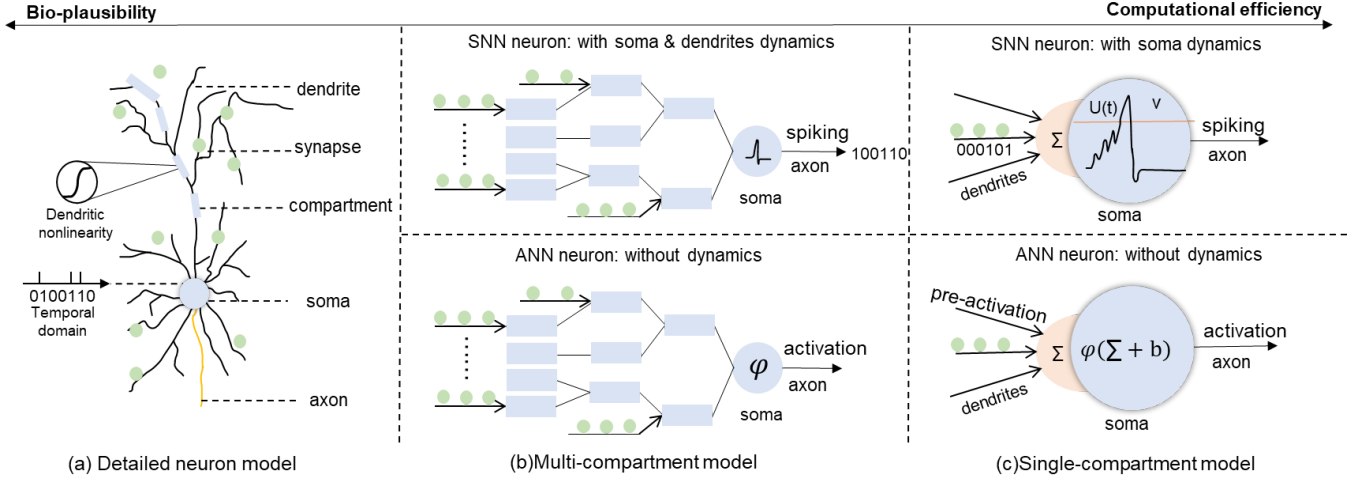 Bio-plausibility
Computational efficiency
dendrite
synapse
Dendritic
nonlinearity
compartment
0100110
Temporal
domain
soma
axon
(a) Detailed neuron model
SNN neuron: with soma & dendrites dynamics
spiking
axon
100110
soma
ANN neuron: without dynamics
φ
activation
axon
soma
(b)Multi-compartment model
SNN neuron: with soma dynamics
U(t)
v
000101
Σ
dendrites
spiking
axon
soma
ANN neuron: without dynamics
pre-activation
Σ
φ(Σ + b)
dendrites
activation
axon
soma
(c)Single-compartment model